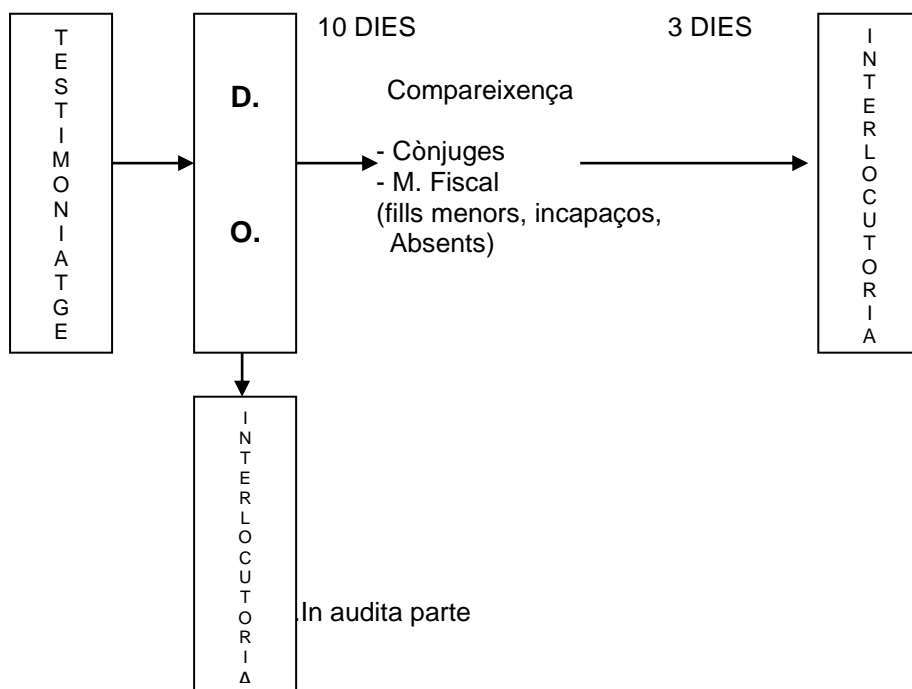 TESTIMONIATGE
D.
O.
10 DIES
3 DIES
Compareixença
- Cònjuges
- M. Fiscal
(fills menors, incapaços,
Absents)
INTERLOCUTORIA
INTERLOCUTORIA
.In audita parte